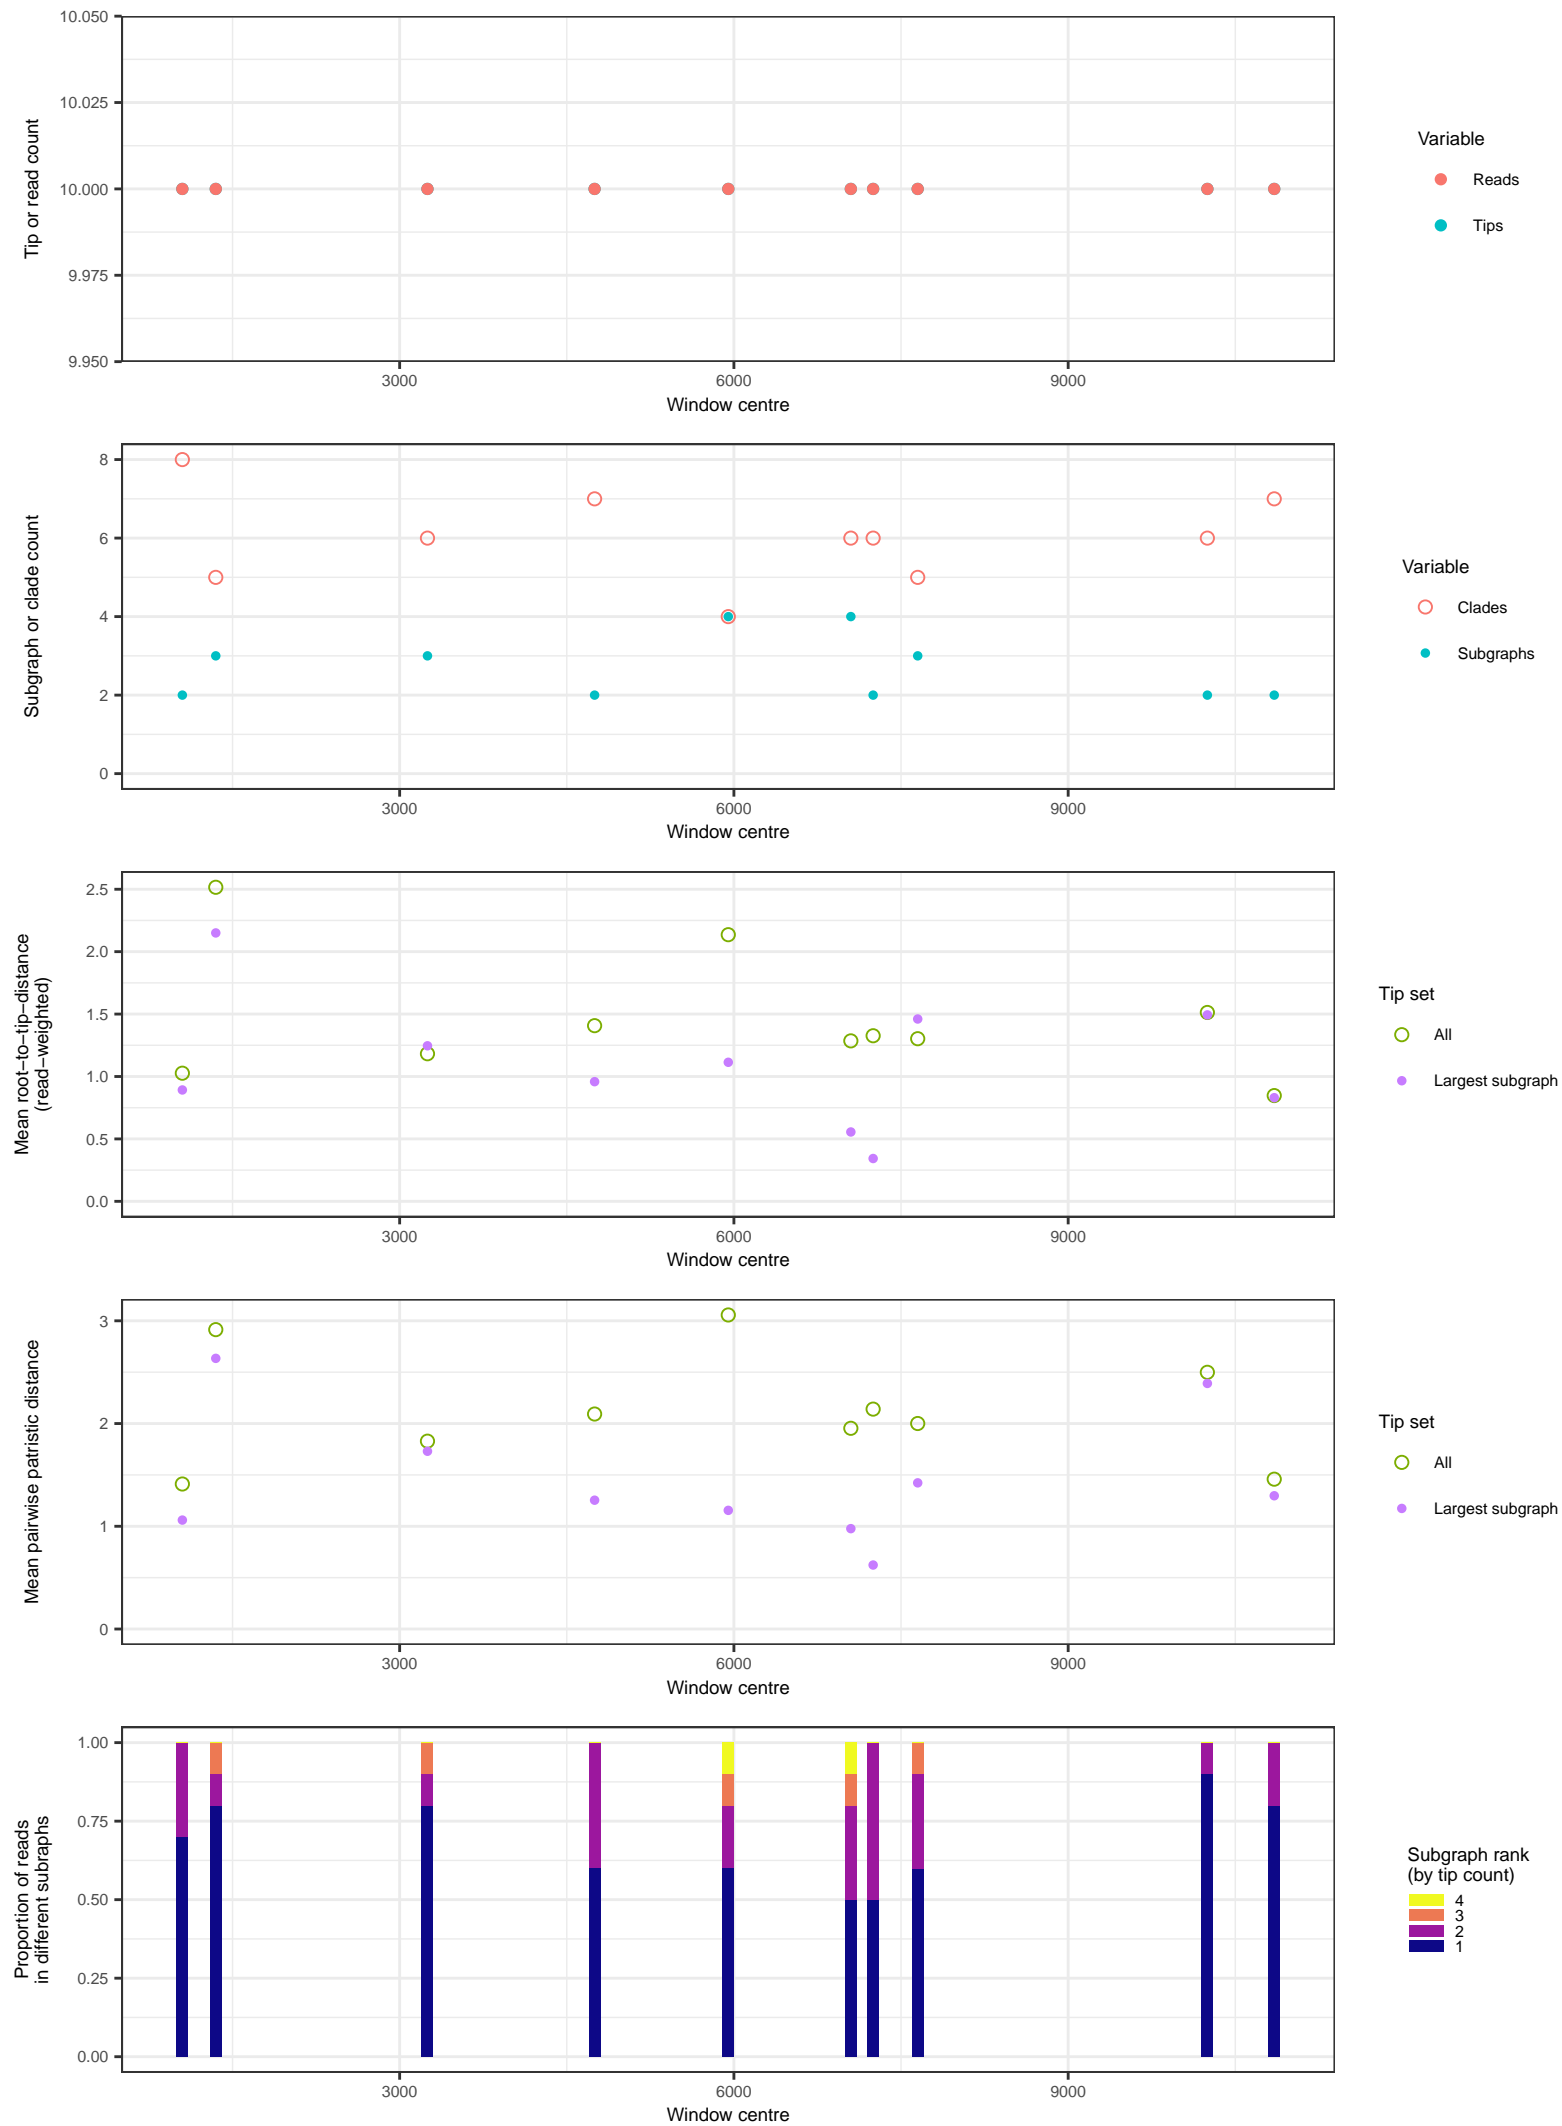 10.050
10.025
10.000
9.975
9.950
Tip or read count
3000
6000
9000
Window centre
Variable
Reads
Tips
8
6
4
2
0
Subgraph or clade count
3000
6000
9000
Window centre
Variable
Clades
Subgraphs
2.5
2.0
1.5
1.0
0.5
0.0
Mean root−to−tip−distance
(read−weighted)
3000
6000
9000
Window centre
Tip set
All
Largest subgraph
3
2
1
0
Mean pairwise patristic distance
3000
6000
9000
Window centre
Tip set
All
Largest subgraph
1.00
0.75
0.50
0.25
0.00
Proportion of reads
in different subraphs
3000
6000
9000
Window centre
Subgraph rank
(by tip count)
4
3
2
1